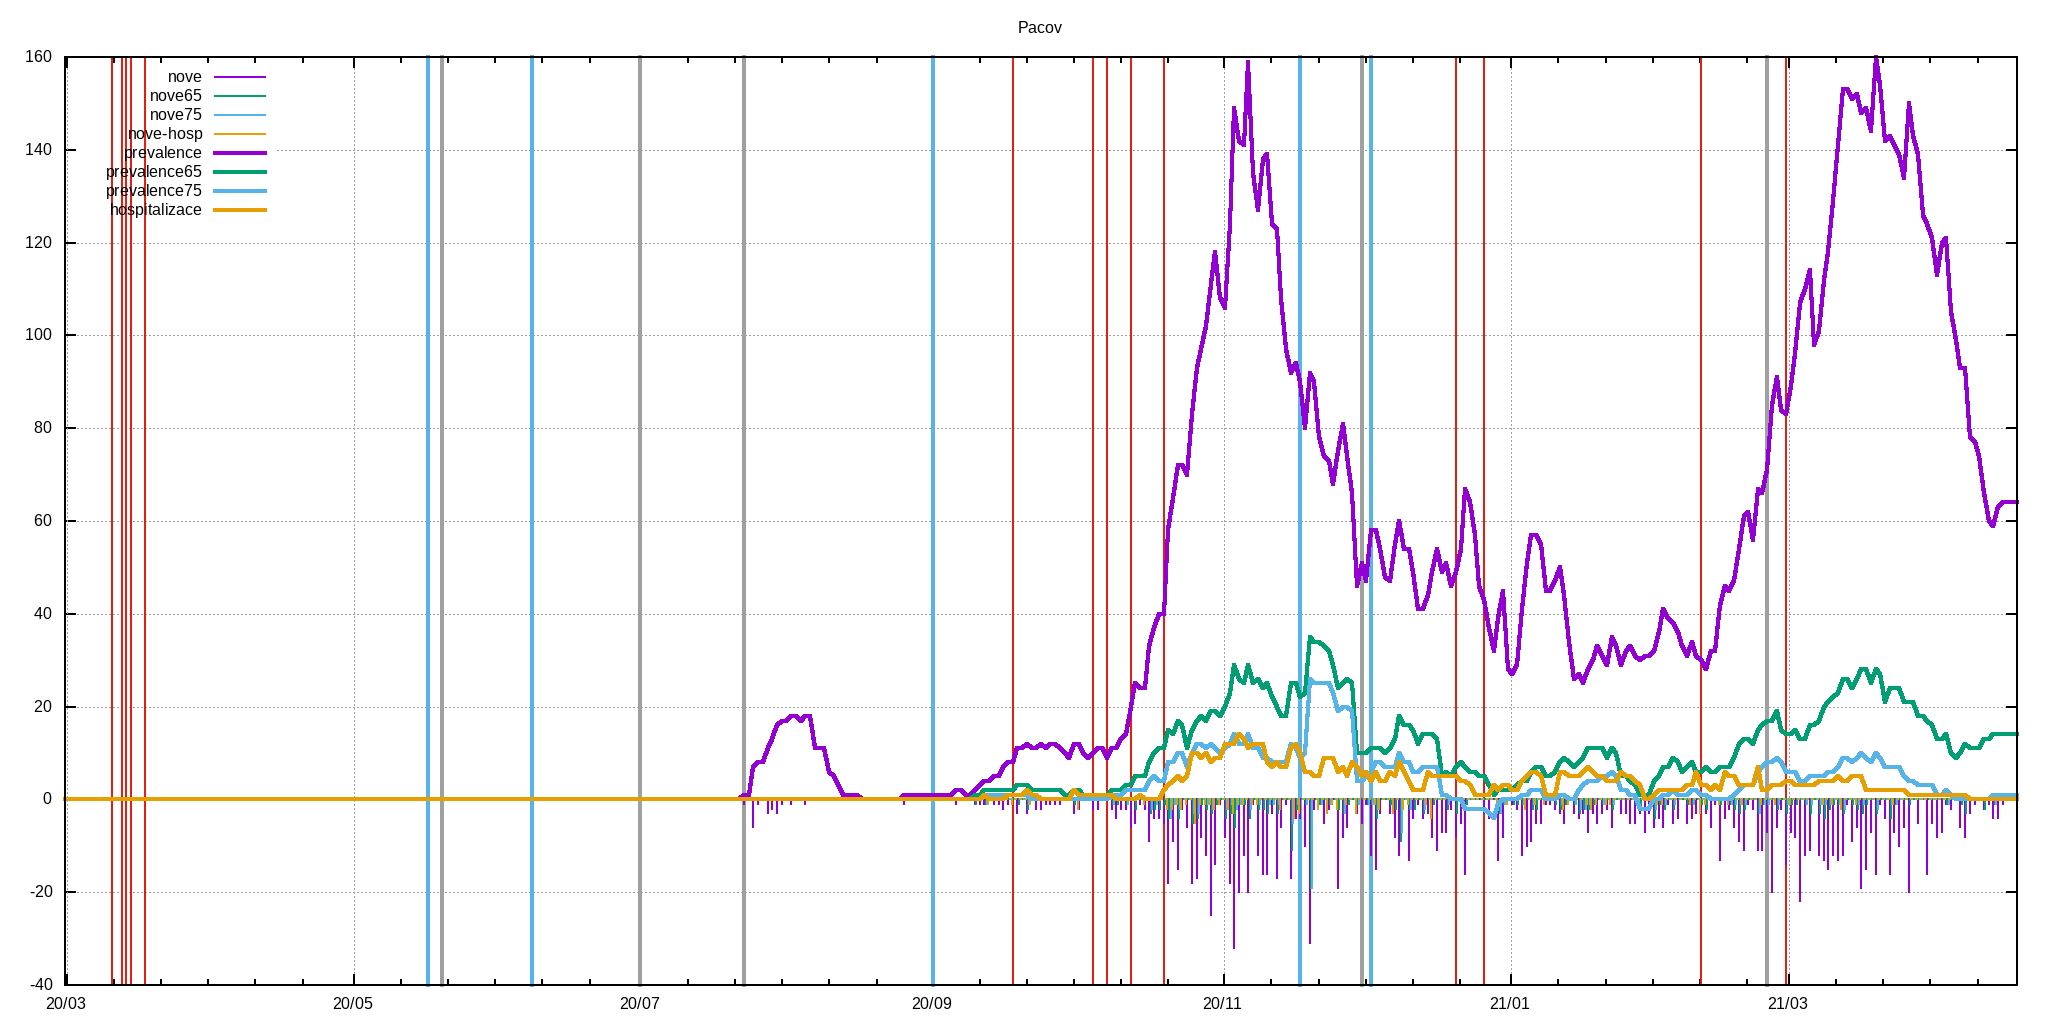 Pacov
160
140
120
100
80
60
40
20
0
-20
-40
nove
nove65
nove75
nove-hosp
prevalence
prevalence65
prevalence75
hospitalizace
20/03 20/05 20/07 20/09 20/11 21/01 21/03